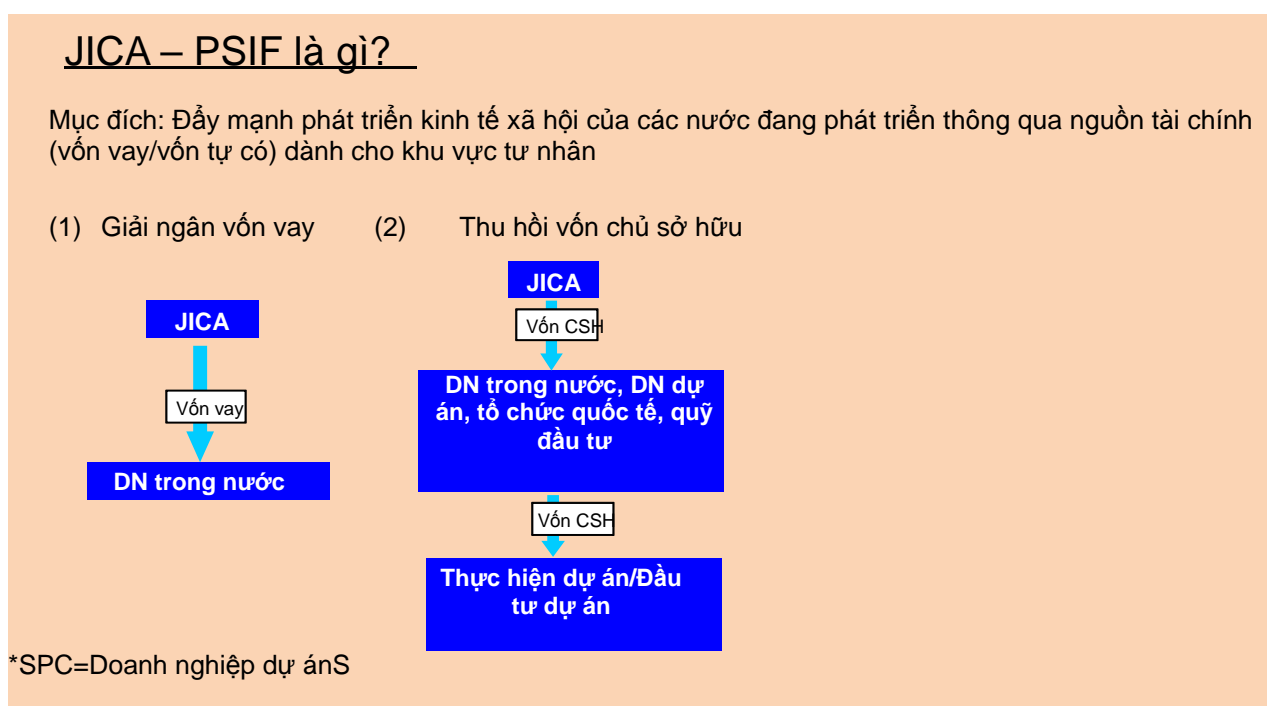 JICA – PSIF là gì?
Mục đích: Đẩy mạnh phát triển kinh tế xã hội của các nước đang phát triển thông qua nguồn tài chính
(vốn vay/vốn tự có) dành cho khu vực tư nhân
(1) Giải ngân vốn vay (2) Thu hồi vốn chủ sở hữu
JICA
Vốn vay
DN trong nước
JICA
Vốn CSH
DN trong nước, DN dự
án, tổ chức quốc tế, quỹ
đầu tư
Vốn CSH
Thực hiện dự án/Đầu
tư dự án
*SPC=Doanh nghiệp dự ánS